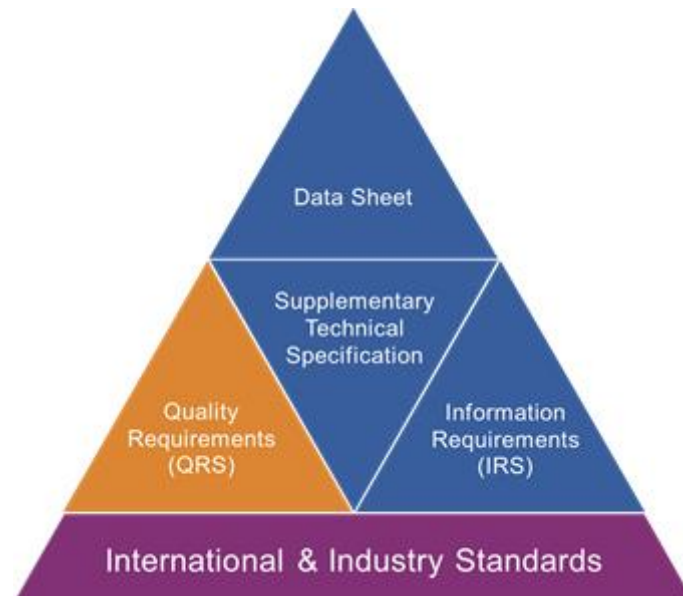 Data Sheet
Supplementary
Technical
Specification
Quality
Requirements
(QRS)
Information
Requirements
(IRS)
International & Industry Standards